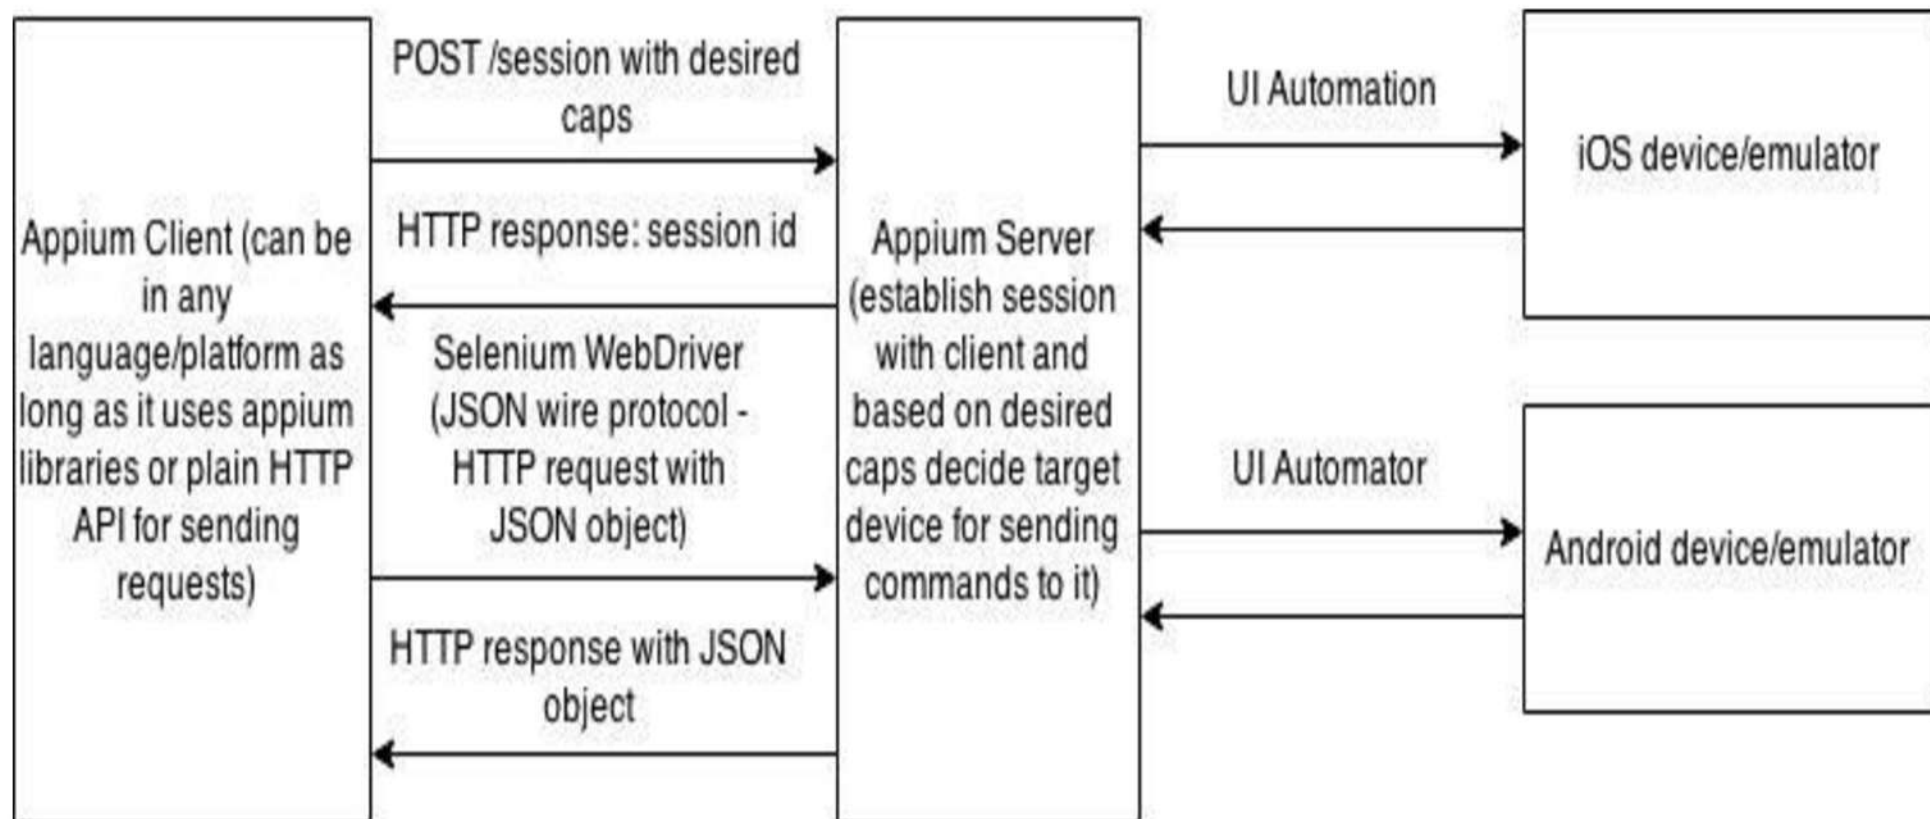 Appium Client (can be
in any
language/platform as
long as it uses appium
libraries or plain HTTP
API for sending
requests)
POST /session with desired
caps
HTTP response: session id
Selenium WebDriver
(JSON wire protocol -
HTTP request with
JSON object)
HTTP response with JSON
object
Appium Server
(establish session
with client and
based on desired
caps decide target
device for sending
commands to it)
UI Automation
iOS device/emulator
UI Automator
Android device/emulator